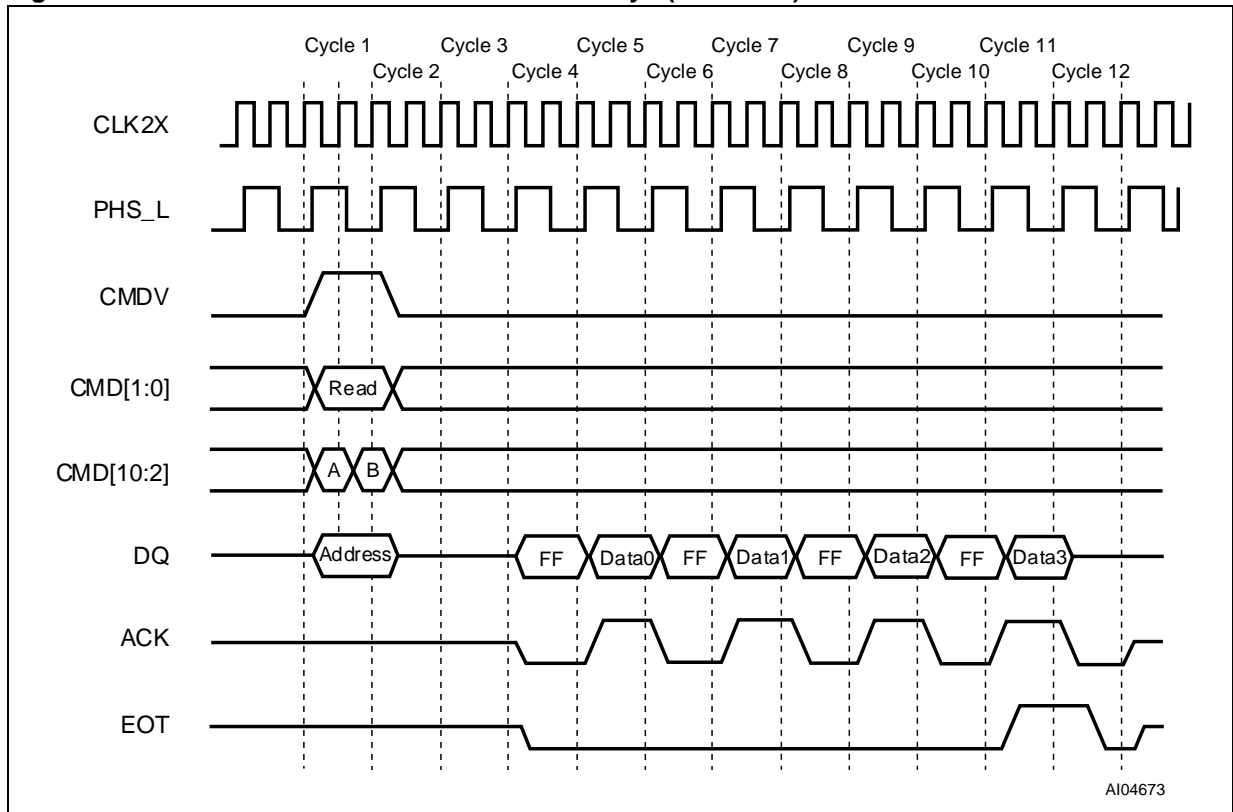 Cycle 1 Cycle 3 Cycle 5 Cycle 7 Cycle 9 Cycle 11
Cycle 2 Cycle 4 Cycle 6 Cycle 8 Cycle 10 Cycle 12
CLK2X
PHS_L
CMDV
CMD[1:0] Read
CMD[10:2] A B
DQ Address FF Data0 FF Data1 FF Data2 FF Data3
ACK
EOT
AI04673